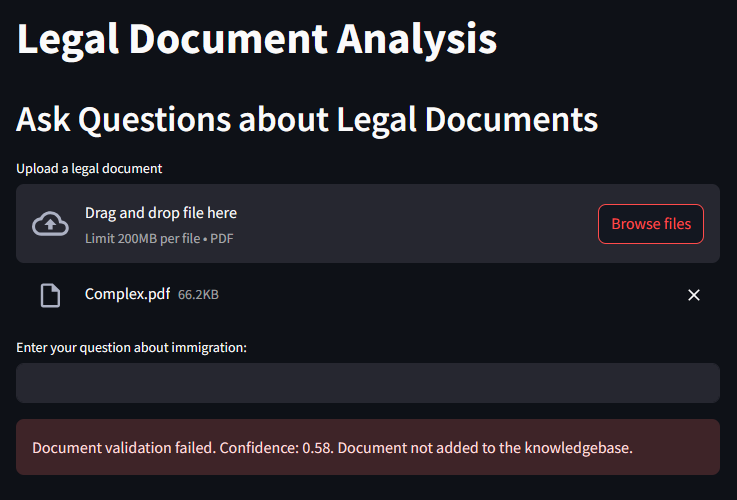 Legal Document Analysis
Ask Questions about Legal Documents
Upload a legal document
Drag and drop file here
Limit 200MB per file • PDF
Browse files
Complex.pdf 66.2KB
Enter your question about immigration:
Document validation failed. Confidence: 0.58. Document not added to the knowledgebase.